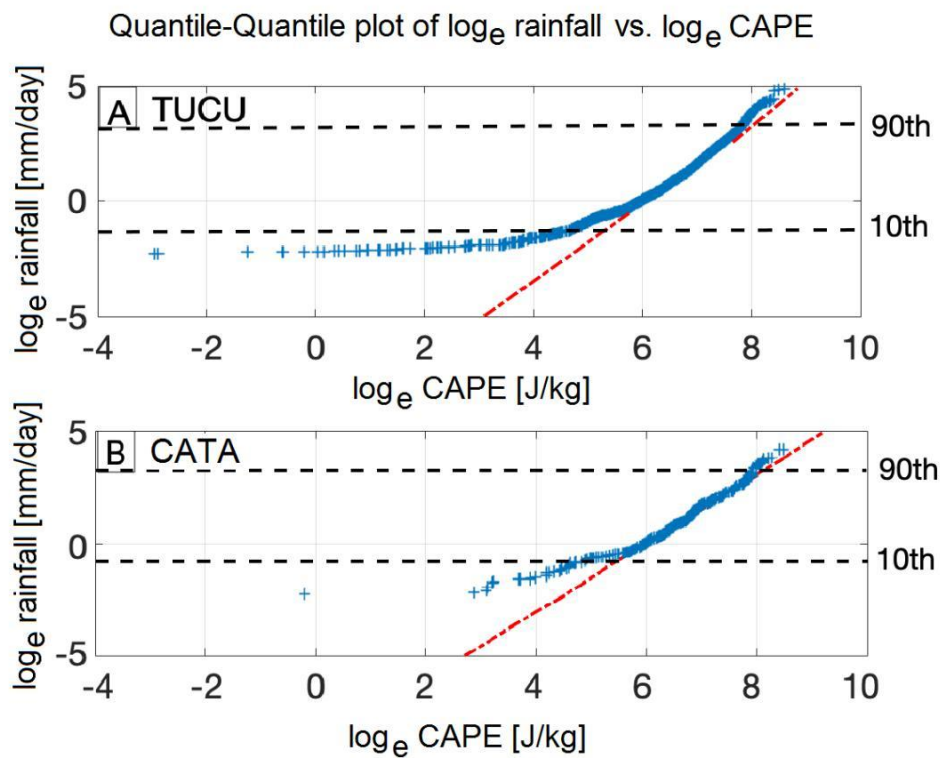 Quantile-Quantile plot of logₑ rainfall vs. logₑ CAPE
logₑ rainfall [mm/day]
5
0
-5
A TUCU
90th
10th
-4 -2 0 2 4 6 8 10
logₑ CAPE [J/kg]
logₑ rainfall [mm/day]
5
0
-5
B CATA
90th
10th
-4 -2 0 2 4 6 8 10
logₑ CAPE [J/kg]